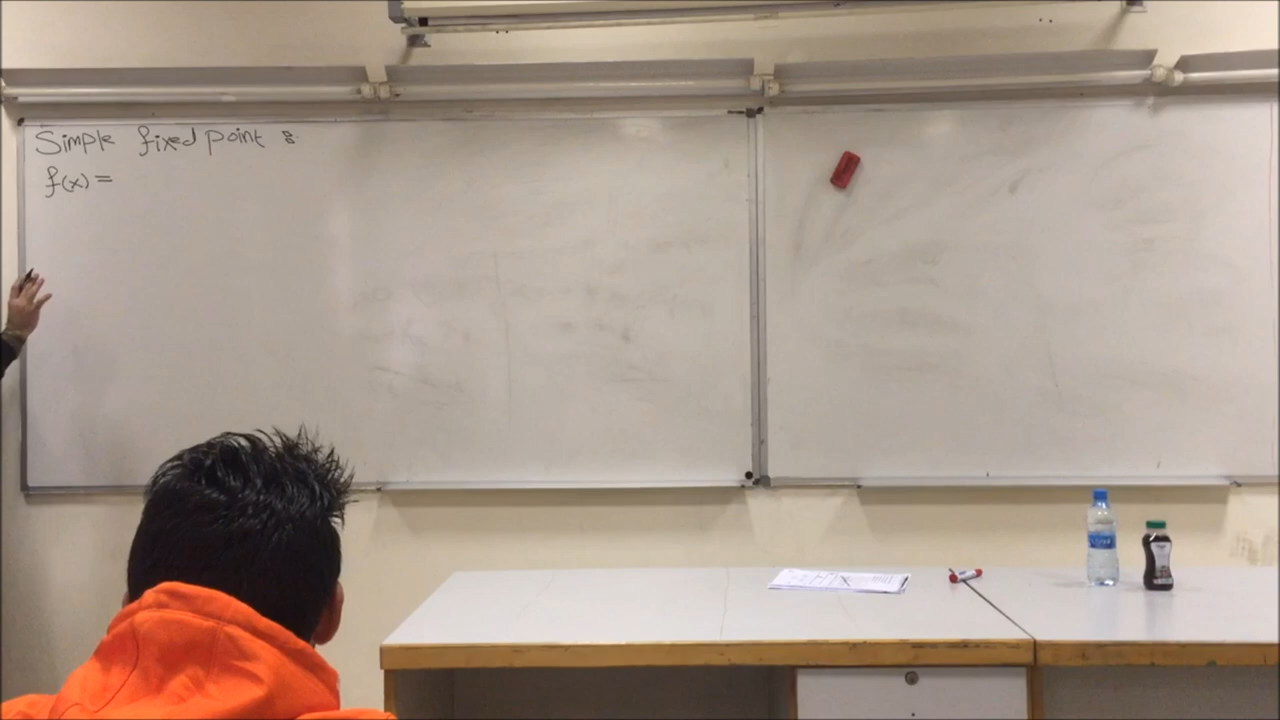 Simple fixed point :
f(x) =